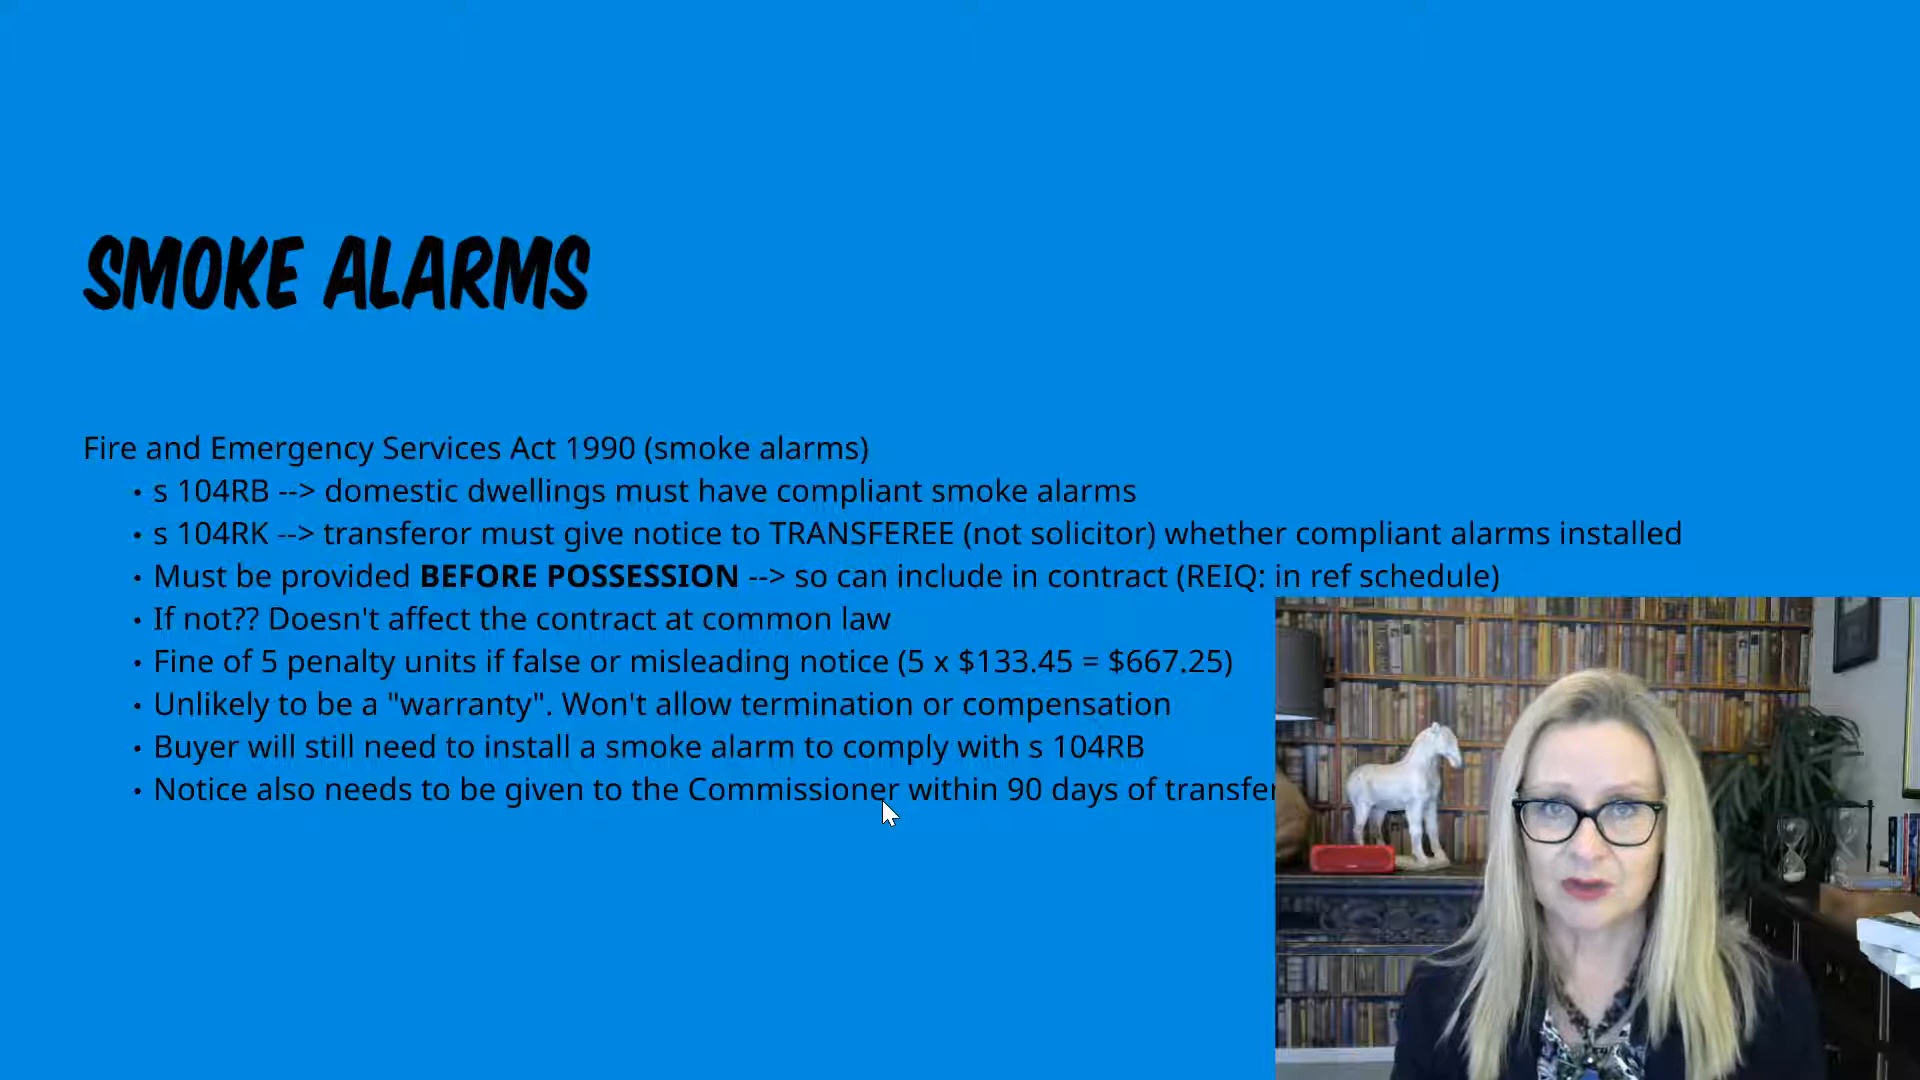 SMOKE ALARMS
Fire and Emergency Services Act 1990 (smoke alarms)
• s 104RB --> domestic dwellings must have compliant smoke alarms
• s 104RK --> transferor must give notice to TRANSFEREE (not solicitor) whether compliant alarms installed
• Must be provided BEFORE POSSESSION --> so can include in contract (REIQ: in ref schedule)
• If not?? Doesn't affect the contract at common law
• Fine of 5 penalty units if false or misleading notice (5 x $133.45 = $667.25)
• Unlikely to be a "warranty". Won't allow termination or compensation
• Buyer will still need to install a smoke alarm to comply with s 104RB
• Notice also needs to be given to the Commissioner within 90 days of transfer